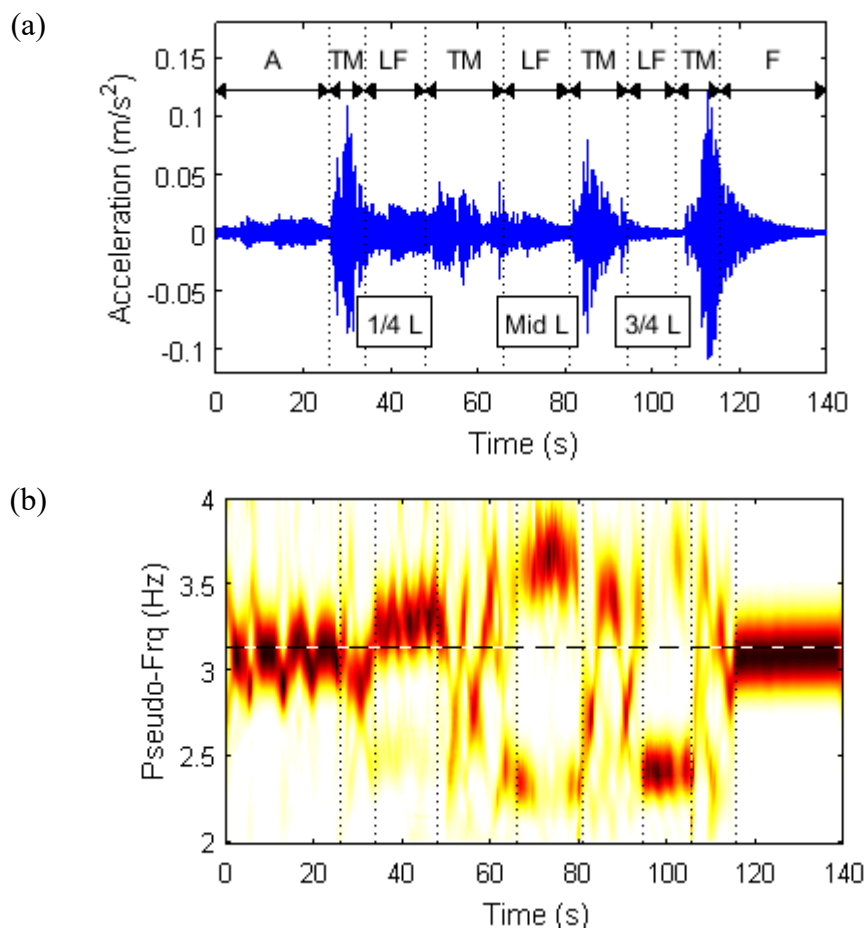 (a)
Acceleration (m/s²)
0.15
0.1
0.05
0
-0.05
-0.1
A TM LF TM LF TM LF TM F
1/4 L Mid L 3/4 L
0 20 40 60 80 100 120 140
Time (s)
(b)
Pseudo-Frq (Hz)
4
3.5
3
2.5
2
0 20 40 60 80 100 120 140
Time (s)